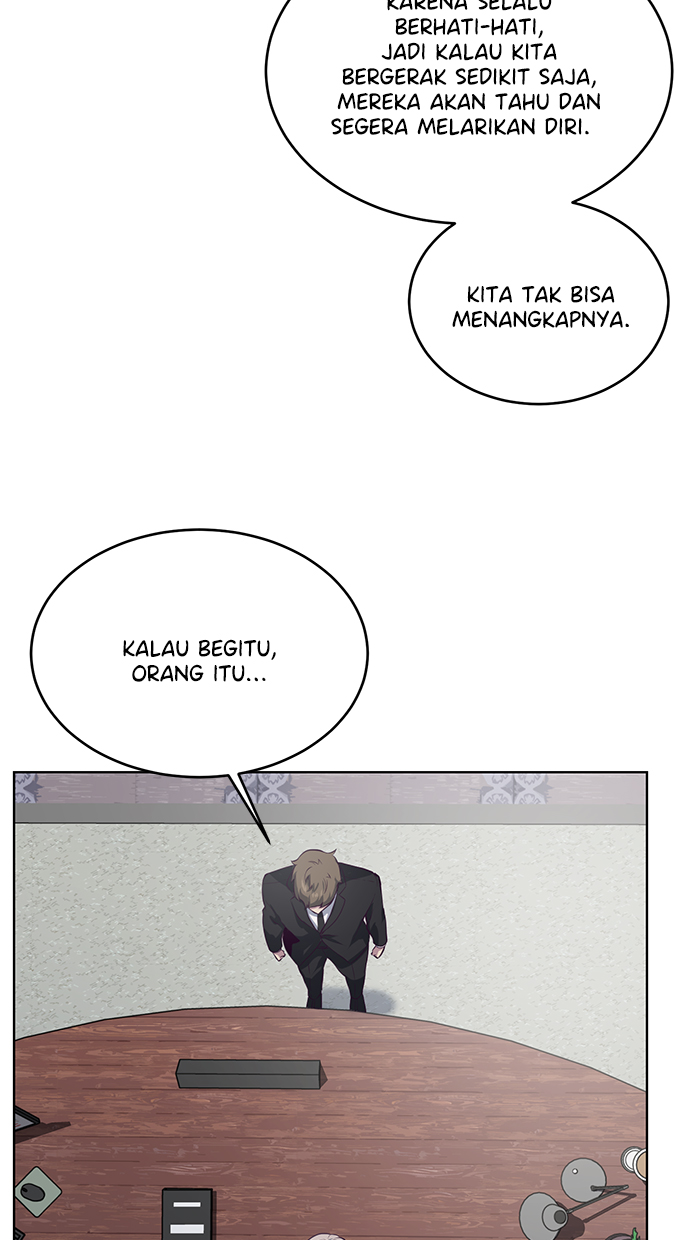 KARENA SELALU
BERHATI-HATI,
JADI KALAU KITA
BERGERAK SEDIKIT SAJA,
MEREKA AKAN TAHU DAN
SEGERA MELARIKAN DIRI.
KITA TAK BISA
MENANGKAPNYA.
KALAU BEGITU,
ORANG ITU...